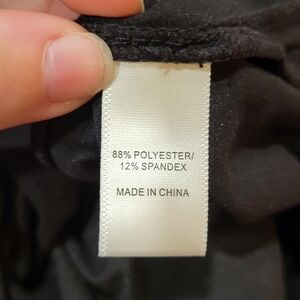 88% POLYESTER/
12% SPANDEX
MADE IN CHINA